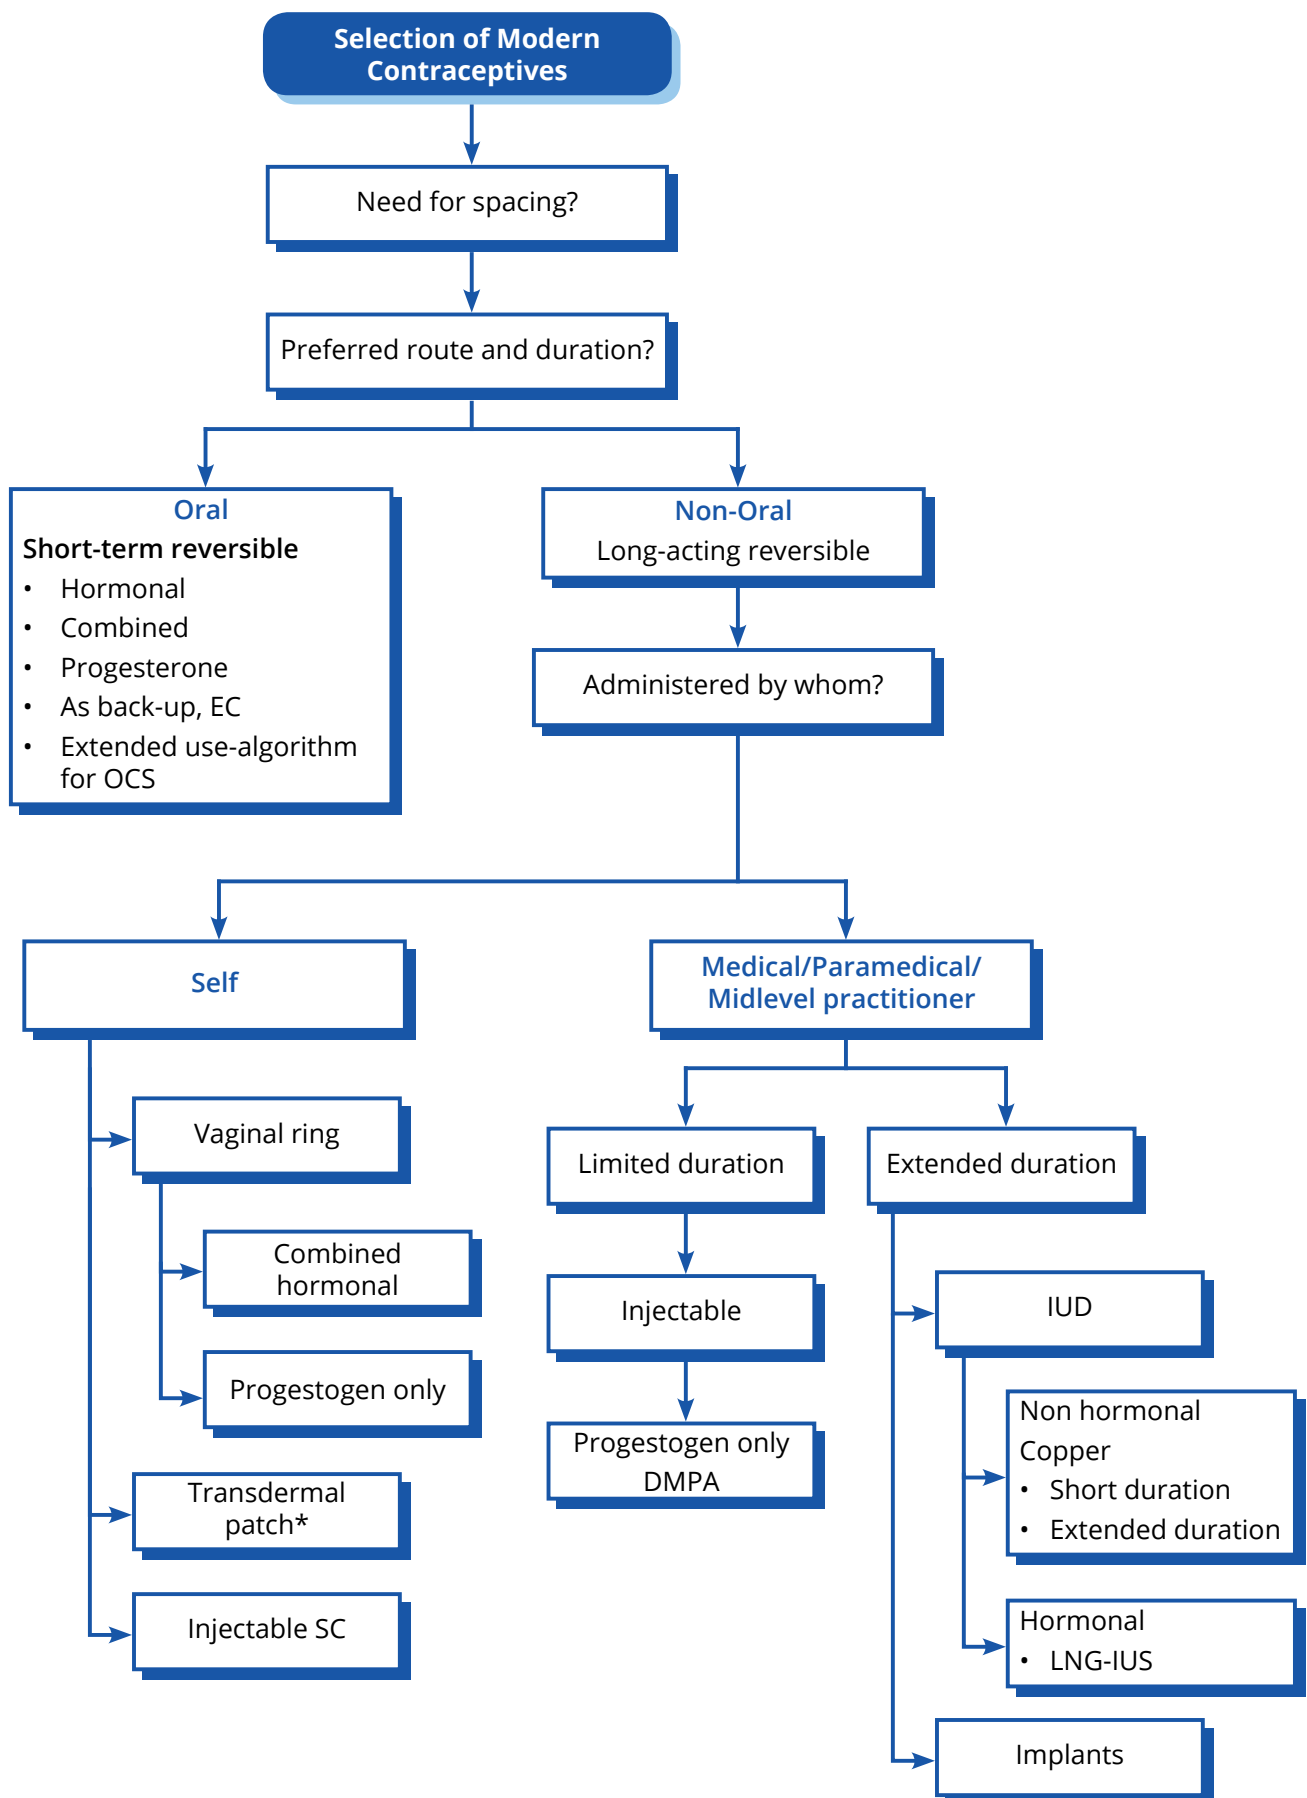 Selection of Modern
Contraceptives
Need for spacing?
Preferred route and duration?
Oral
Short-term reversible
• Hormonal
• Combined
• Progesterone
• As back-up, EC
• Extended use-algorithm
for OCS
Non-Oral
Long-acting reversible
Administered by whom?
Self
Vaginal ring
Combined
hormonal
Progestogen only
Transdermal
patch*
Injectable SC
Medical/Paramedical/
Midlevel practitioner
Limited duration
Injectable
Progestogen only
DMPA
Extended duration
IUD
Non hormonal
Copper
• Short duration
• Extended duration
Hormonal
• LNG-IUS
Implants